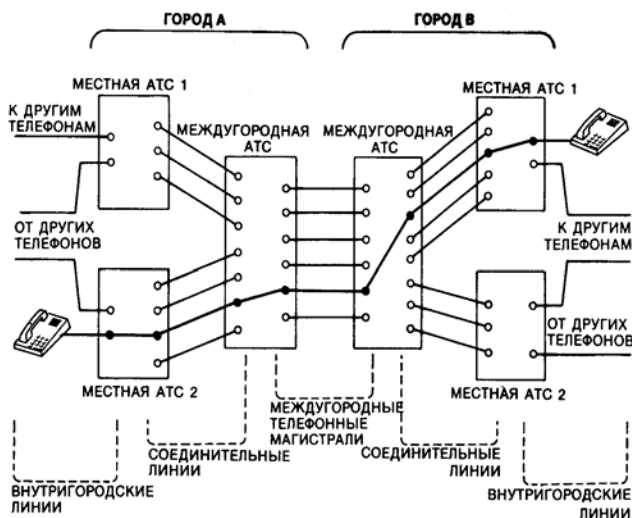 ГОРОД А
ГОРОД В
МЕСТНАЯ АТС 1
МЕСТНАЯ АТС 1
К ДРУГИМ
ТЕЛЕФОНАМ
МЕЖДУГОРОДНАЯ
АТС
МЕЖДУГОРОДНАЯ
АТС
ОТ ДРУГИХ
ТЕЛЕФОНОВ
К ДРУГИМ
ТЕЛЕФОНАМ
ОТ ДРУГИХ
ТЕЛЕФОНОВ
МЕСТНАЯ АТС 2
МЕСТНАЯ АТС 2
МЕЖДУГОРОДНЫЕ
ТЕЛЕФОННЫЕ
МАГИСТРАЛИ
СОЕДИНИТЕЛЬНЫЕ
ЛИНИИ
СОЕДИНИТЕЛЬНЫЕ
ЛИНИИ
ВНУТРИГОРОДСКИЕ
ЛИНИИ
ВНУТРИГОРОДСКИЕ
ЛИНИИ